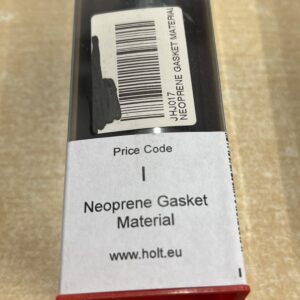 JHJ017
NEOPRENE GASKET MATERIAL
Price Code
I
Neoprene Gasket
Material
www.holt.eu